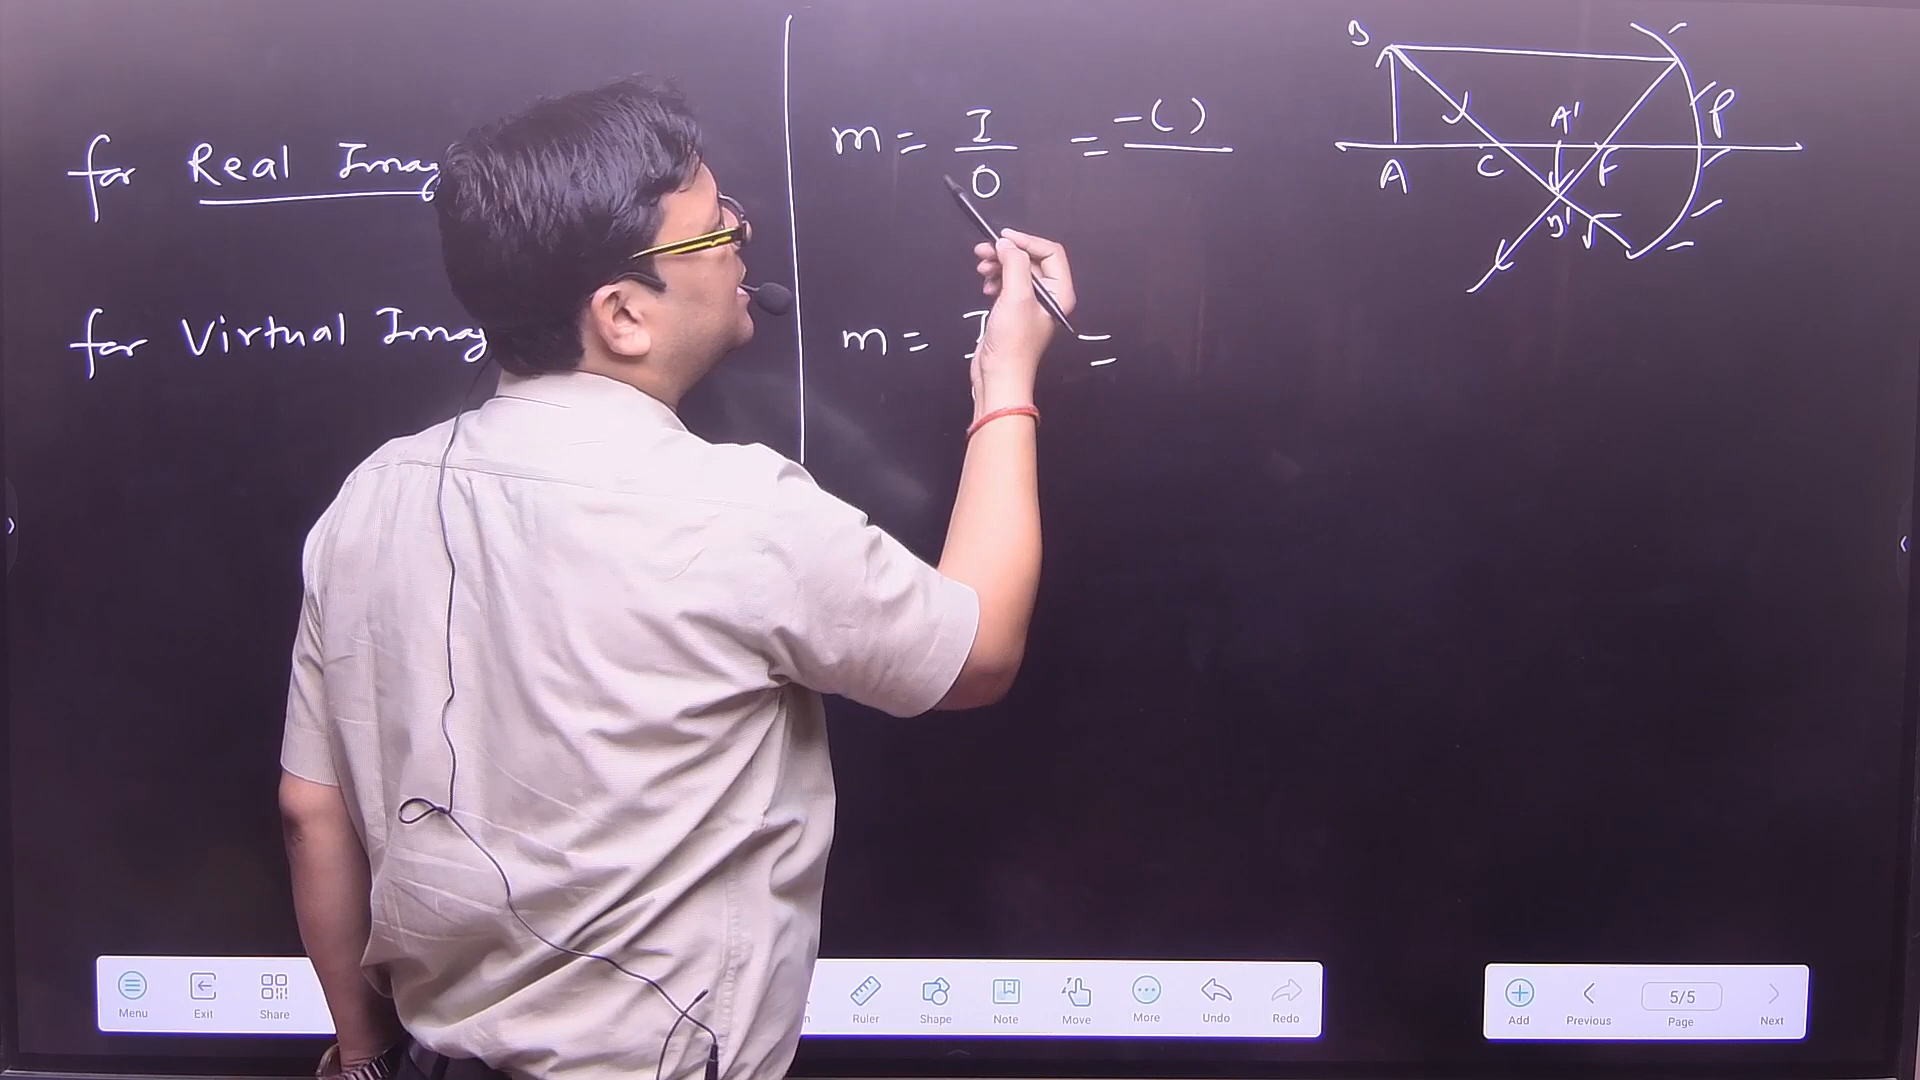 for Real Imag
m = I/O = -( )/
for Virtual Imag
m = I =
B
A'
P
A
C
F
B'
Menu
Exit
Share
Ruler
Shape
Note
Move
More
Undo
Redo
Add
Previous
5/5
Page
Next